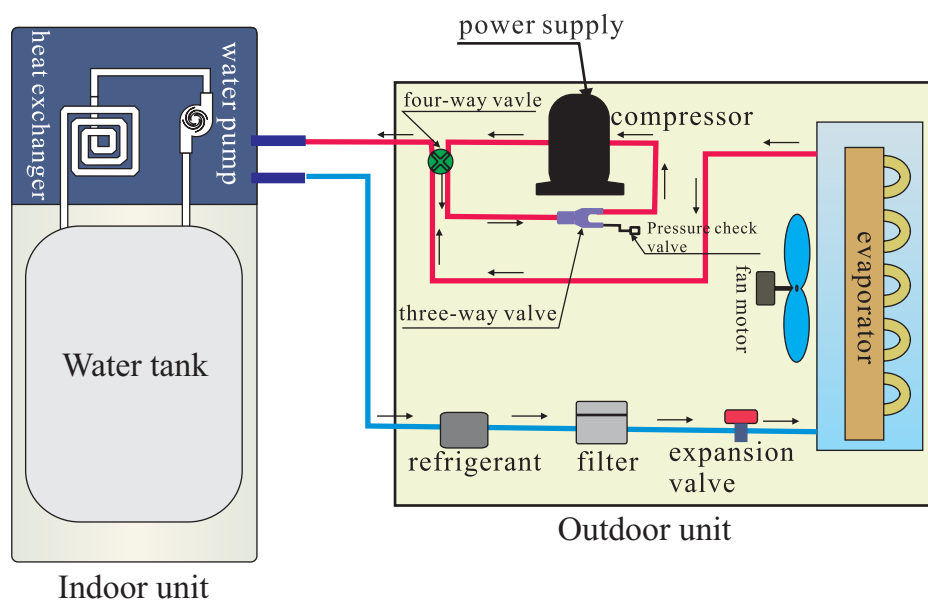 power supply
heat exchanger
water pump
four-way vavle
compressor
Pressure check
valve
evaporator
fan motor
three-way valve
Water tank
refrigerant
filter
expansion
valve
Outdoor unit
Indoor unit